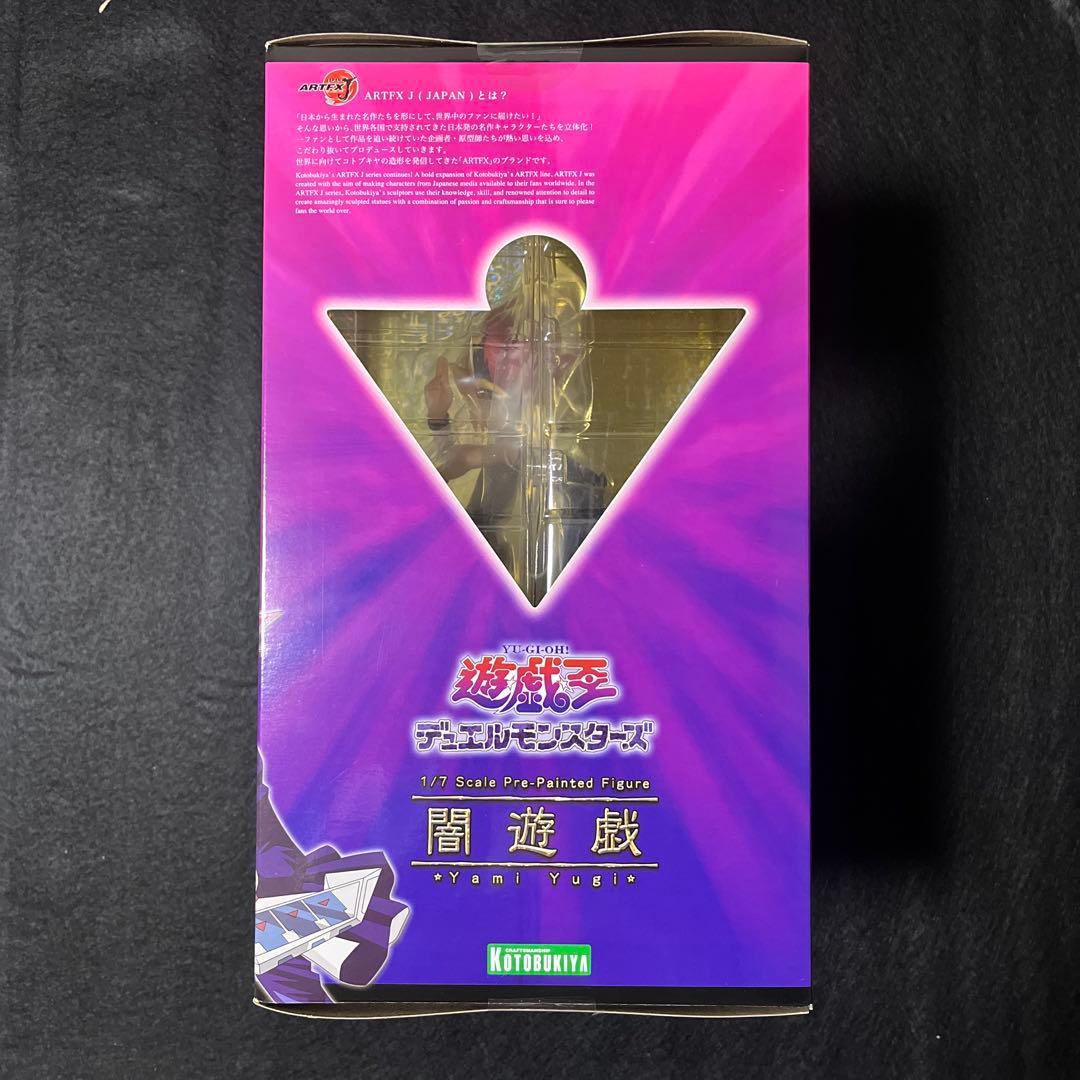 ARTFX J
ARTFX J ( JAPAN ) とは？
「日本から生まれた名作たちを形にして、世界中のファンに届けたい！」
そんな思いから、世界各国で支持されてきた日本発の名作キャラクターたちを立体化！
一ファンとして作品を追い続けていた企画者・原型師たちが熱い思いを込め、
こだわり抜いてプロデュースしていきます。
世界に向けてコトブキヤの造形を発信してきた「ARTFX」のブランドです。
Kotobukiya's ARTFX J series continues! A bold expansion of Kotobukiya's ARTFX line, ARTFX J was
created with the aim of making characters from Japanese media available to their fans worldwide. In the
ARTFX J series, Kotobukiya's sculptors use their knowledge, skill, and renowned attention to detail to
create amazingly sculpted statues with a combination of passion and craftsmanship that is sure to please
fans the world over.
YU-GI-OH!
遊☆戯☆王
デュエルモンスターズ
1/7 Scale Pre-Painted Figure
闇遊戯
☆Yami Yugi☆
CRAFTSMANSHIP
KOTOBUKIYA